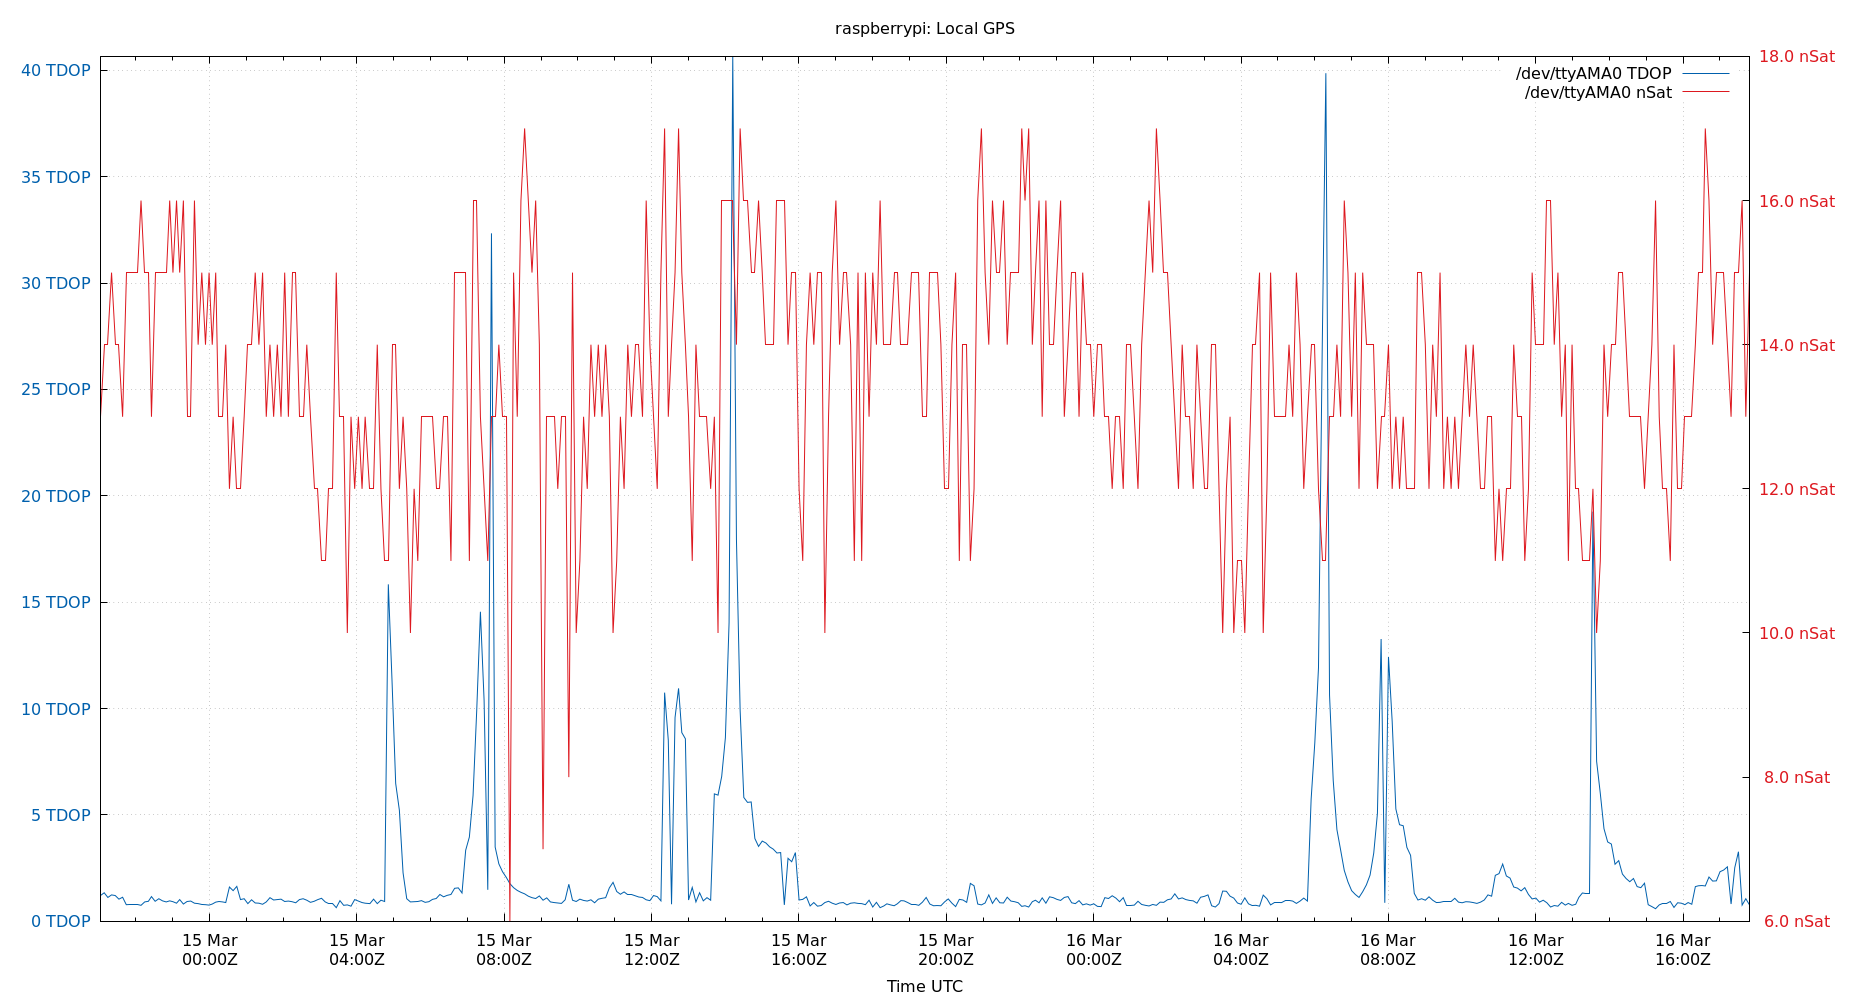 raspberrypi: Local GPS
40 TDOP
35 TDOP
30 TDOP
25 TDOP
20 TDOP
15 TDOP
10 TDOP
5 TDOP
0 TDOP
18.0 nSat
16.0 nSat
14.0 nSat
12.0 nSat
10.0 nSat
8.0 nSat
6.0 nSat
/dev/ttyAMA0 TDOP
/dev/ttyAMA0 nSat
15 Mar 15 Mar 15 Mar 15 Mar 15 Mar 15 Mar 16 Mar 16 Mar 16 Mar 16 Mar 16 Mar
00:00Z 04:00Z 08:00Z 12:00Z 16:00Z 20:00Z 00:00Z 04:00Z 08:00Z 12:00Z 16:00Z
Time UTC